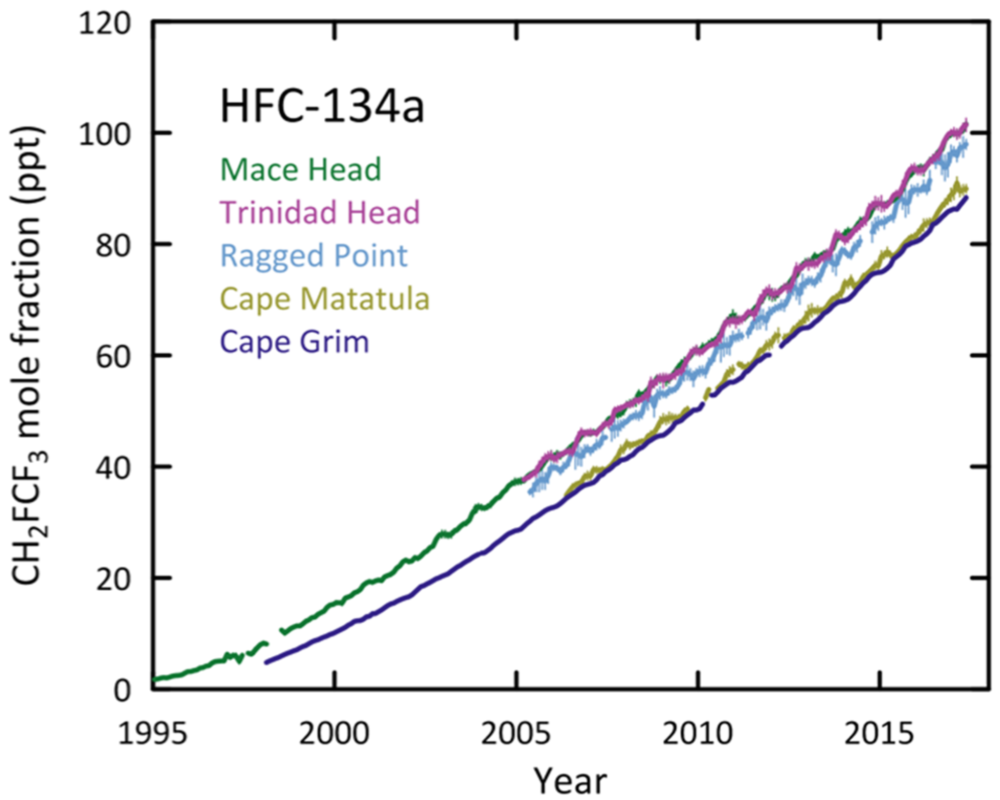 120
100
80
60
40
20
0
CH₂FCF₃ mole fraction (ppt)
HFC-134a
Mace Head
Trinidad Head
Ragged Point
Cape Matatula
Cape Grim
1995 2000 2005 2010 2015
Year